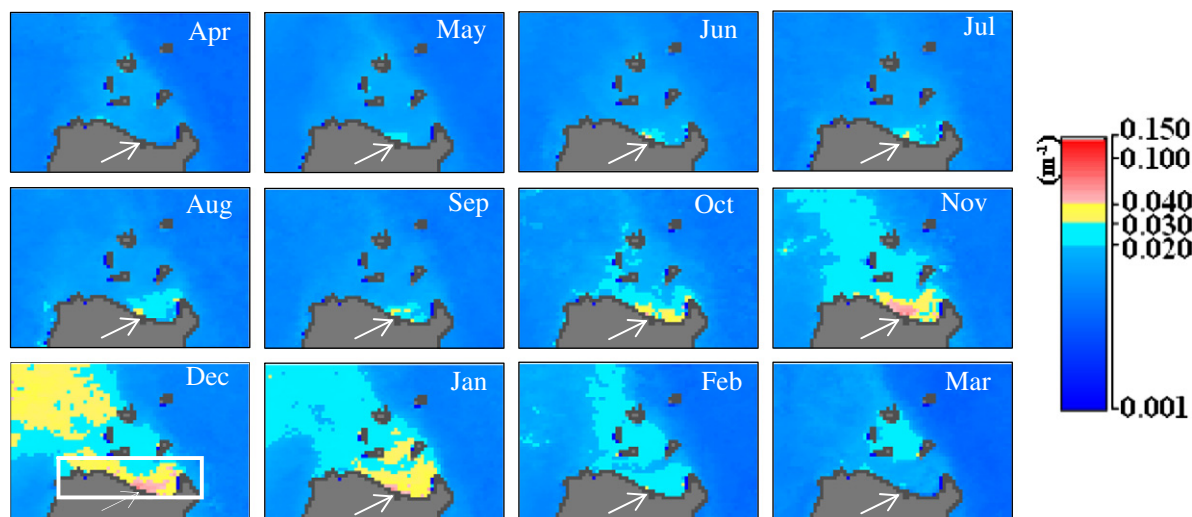 Apr
May
Jun
Jul
Aug
Sep
Oct
Nov
Dec
Jan
Feb
Mar
(m⁻¹)
0.150
0.100
0.040
0.030
0.020
0.001